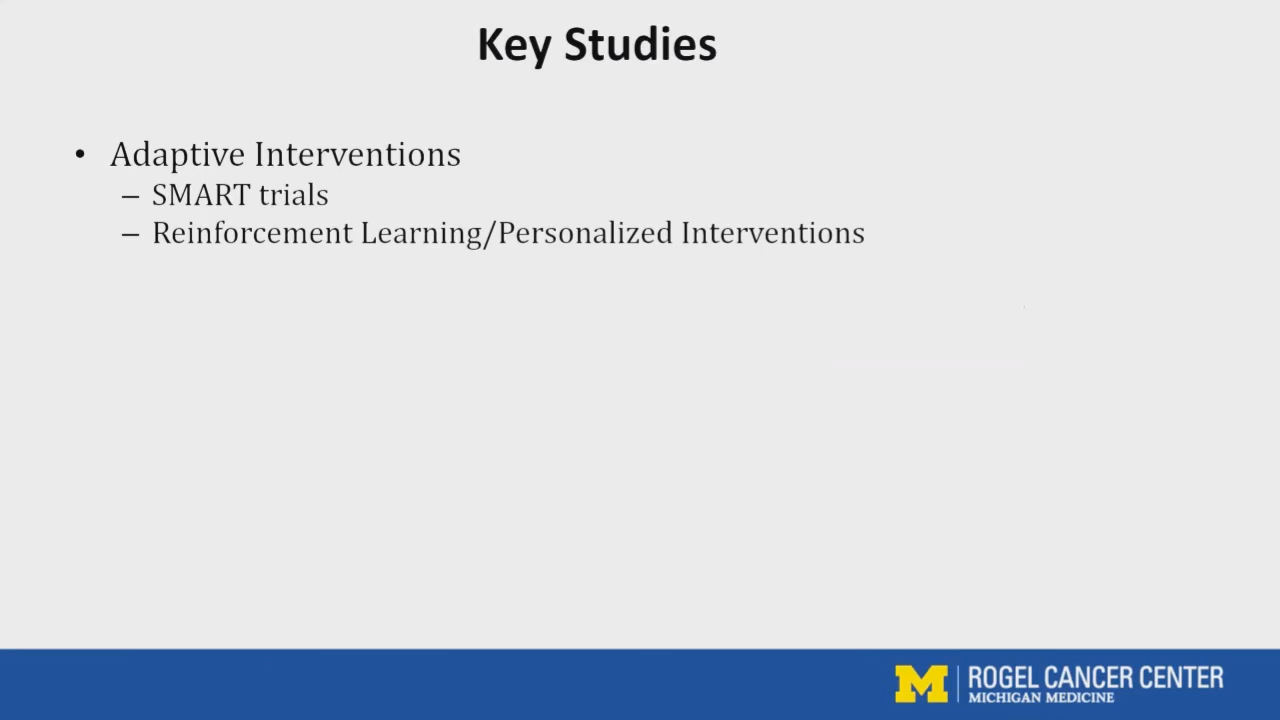 Key Studies
• Adaptive Interventions
– SMART trials
– Reinforcement Learning/Personalized Interventions
M
ROGEL CANCER CENTER
MICHIGAN MEDICINE